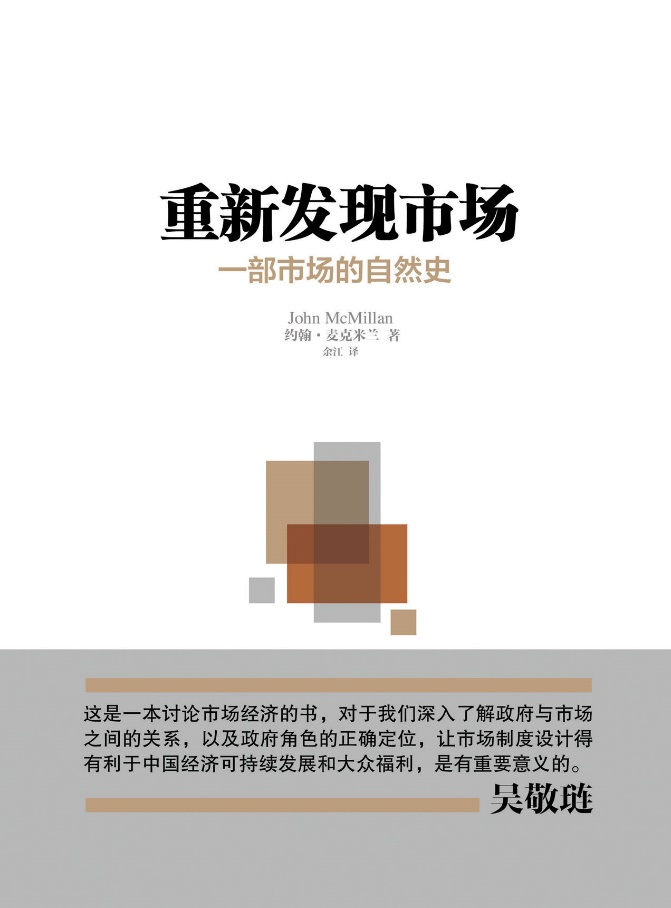 重新发现市场
一部市场的自然史
John McMillan
约翰·麦克米兰 著
余江 译
这是一本讨论市场经济的书，对于我们深入了解政府与市场
之间的关系，以及政府角色的正确定位，让市场制度设计得
有利于中国经济可持续发展和大众福利，是有重要意义的。
吴敬琏